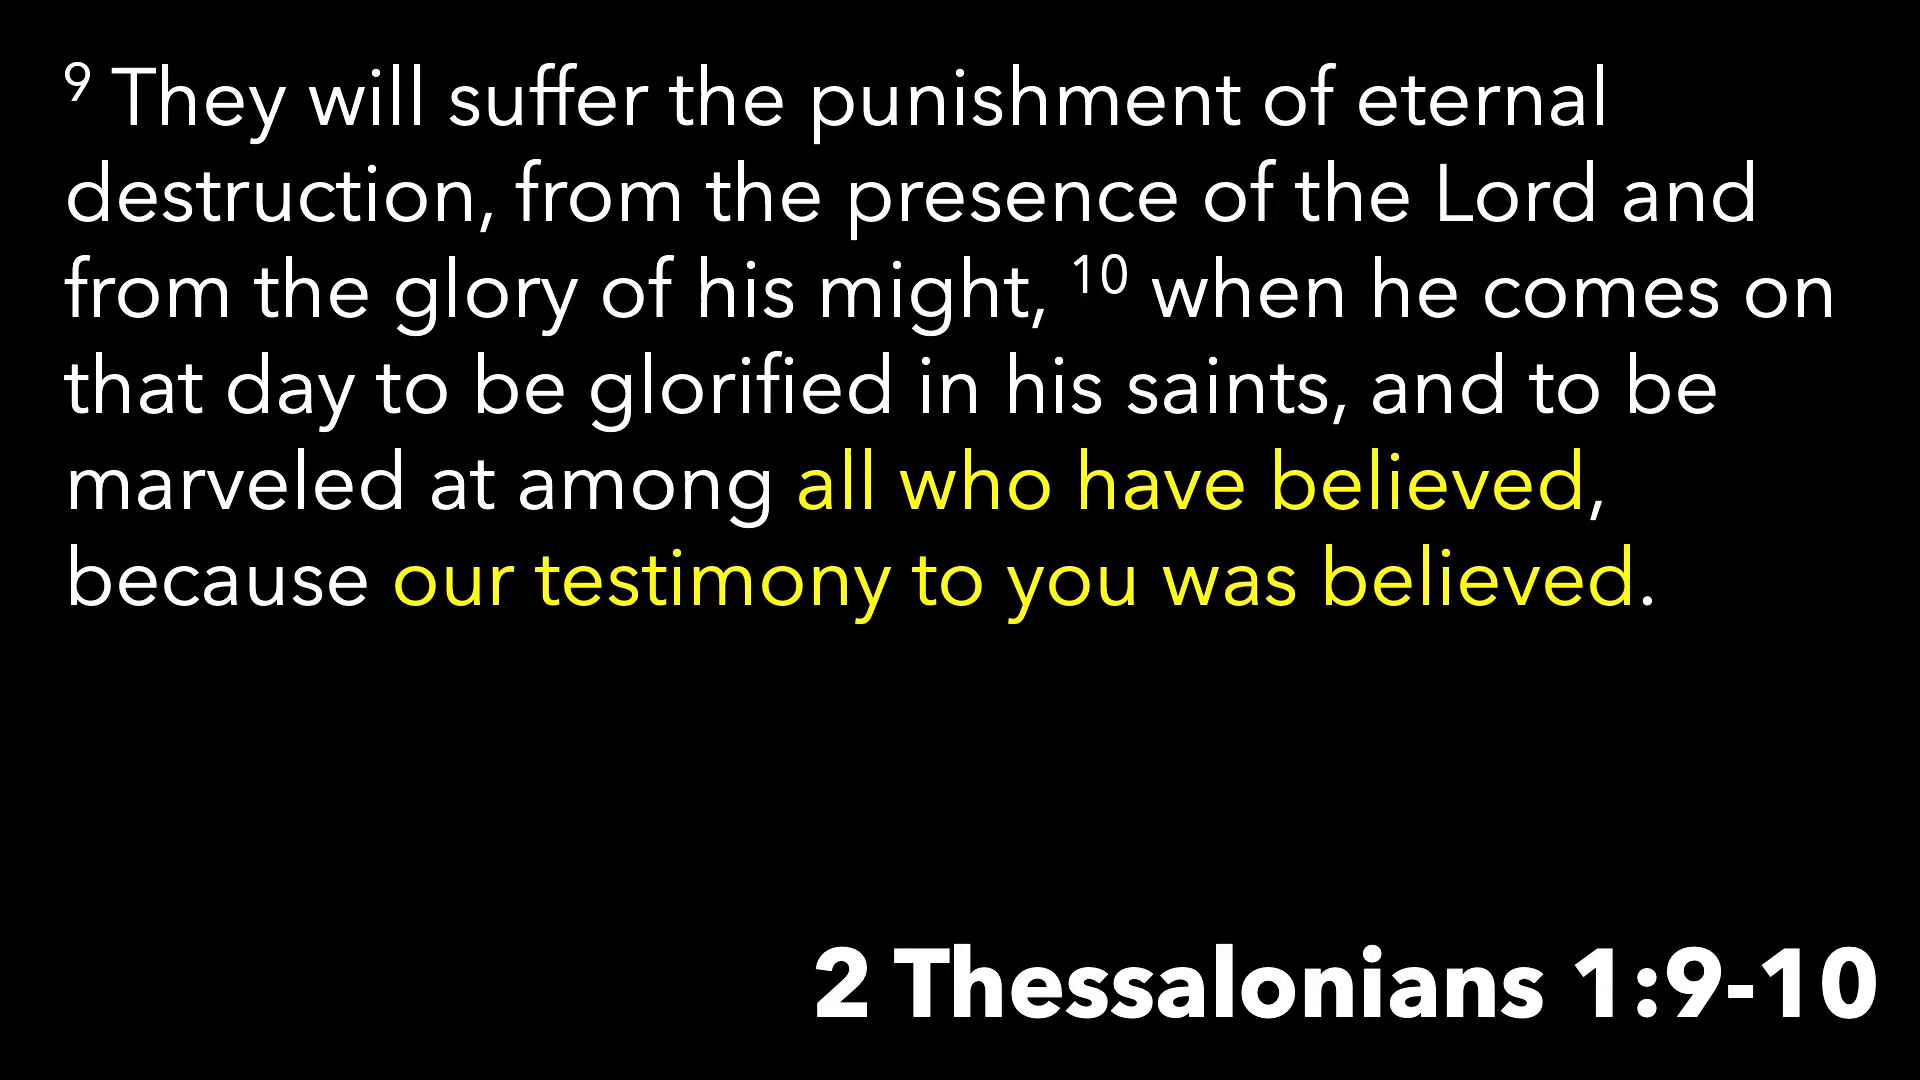 ⁹ They will suffer the punishment of eternal
destruction, from the presence of the Lord and
from the glory of his might, ¹⁰ when he comes on
that day to be glorified in his saints, and to be
marveled at among all who have believed,
because our testimony to you was believed.
2 Thessalonians 1:9-10